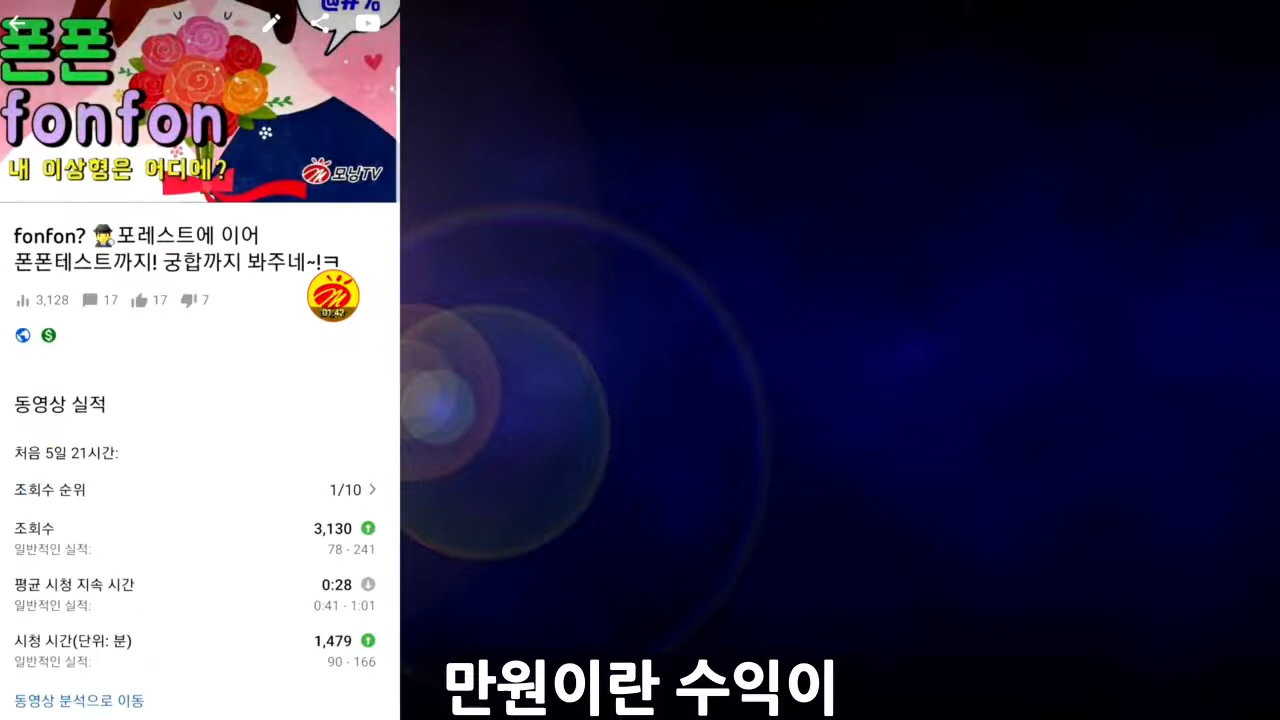 @#%
폰폰
fonfon
내 이상형은 어디에?
모닝TV
fonfon? 포레스트에 이어
폰폰테스트까지! 궁합까지 봐주네~!ㅋ
3,128 17 17 7
01:42
동영상 실적
처음 5일 21시간:
조회수 순위 1/10
조회수 3,130
일반적인 실적: 78 - 241
평균 시청 지속 시간 0:28
일반적인 실적: 0:41 - 1:01
시청 시간(단위: 분) 1,479
일반적인 실적: 90 - 166
동영상 분석으로 이동
만원이란 수익이